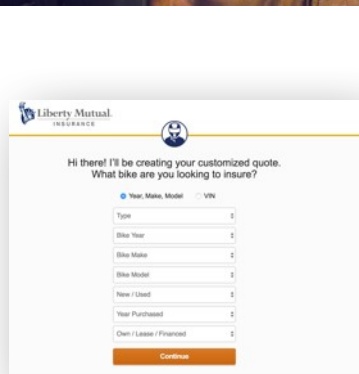 Liberty Mutual.
INSURANCE
Hi there! I'll be creating your customized quote.
What bike are you looking to insure?
Year, Make, Model VIN
Type
Bike Year
Bike Make
Bike Model
New / Used
Year Purchased
Own / Lease / Financed
Continue